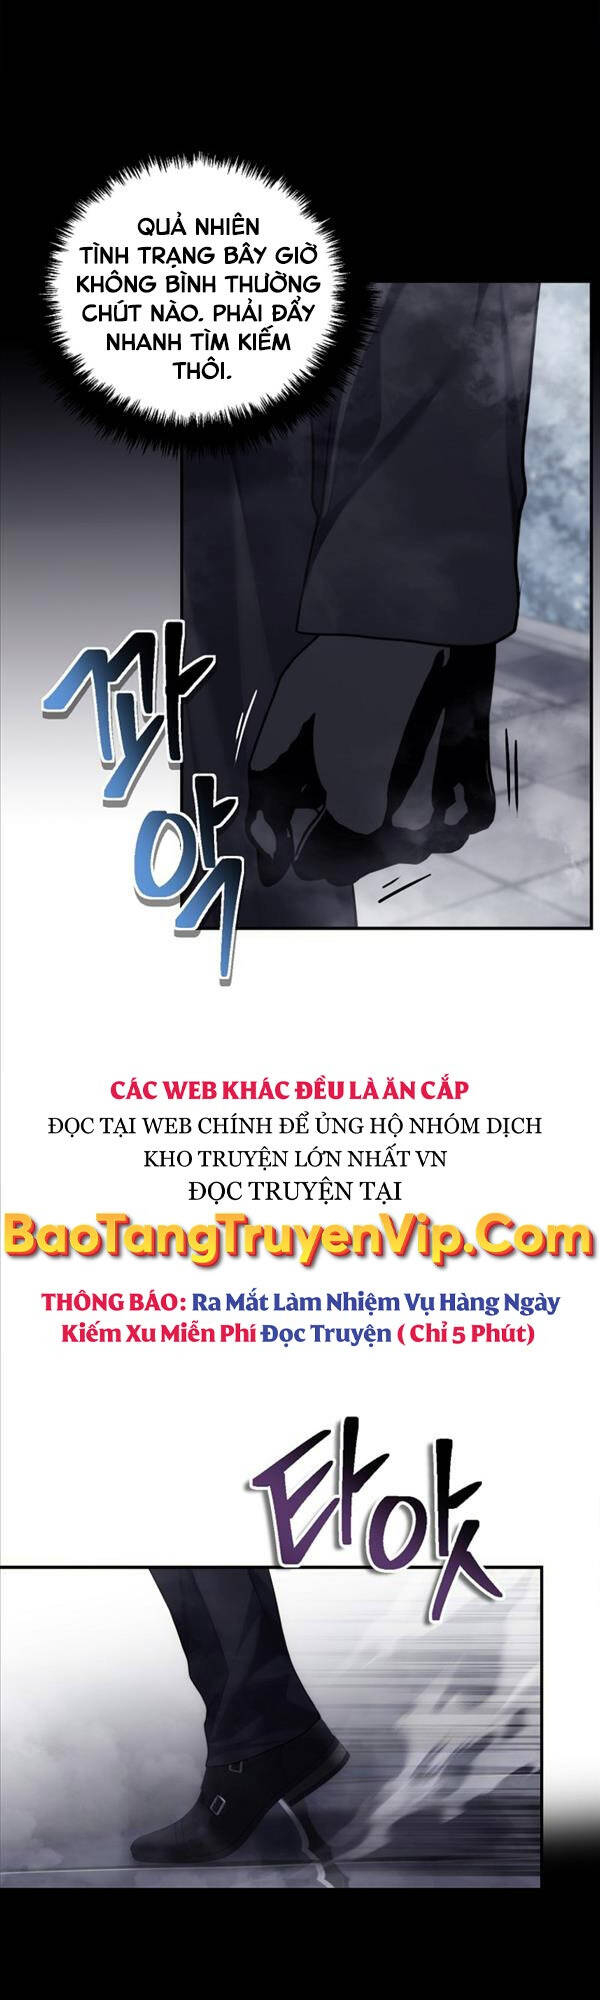 QUẢ NHIÊN
TÌNH TRẠNG BÂY GIỜ
KHÔNG BÌNH THƯỜNG
CHÚT NÀO. PHẢI ĐẨY
NHANH TÌM KIẾM
THÔI.
꽈
악
CÁC WEB KHÁC ĐỀU LÀ ĂN CẮP
ĐỌC TẠI WEB CHÍNH ĐỂ ỦNG HỘ NHÓM DỊCH
KHO TRUYỆN LỚN NHẤT VN
ĐỌC TRUYỆN TẠI
BaoTangTruyenVip.Com
THÔNG BÁO: Ra Mắt Làm Nhiệm Vụ Hàng Ngày
Kiếm Xu Miễn Phí Đọc Truyện ( Chỉ 5 Phút)
타앗